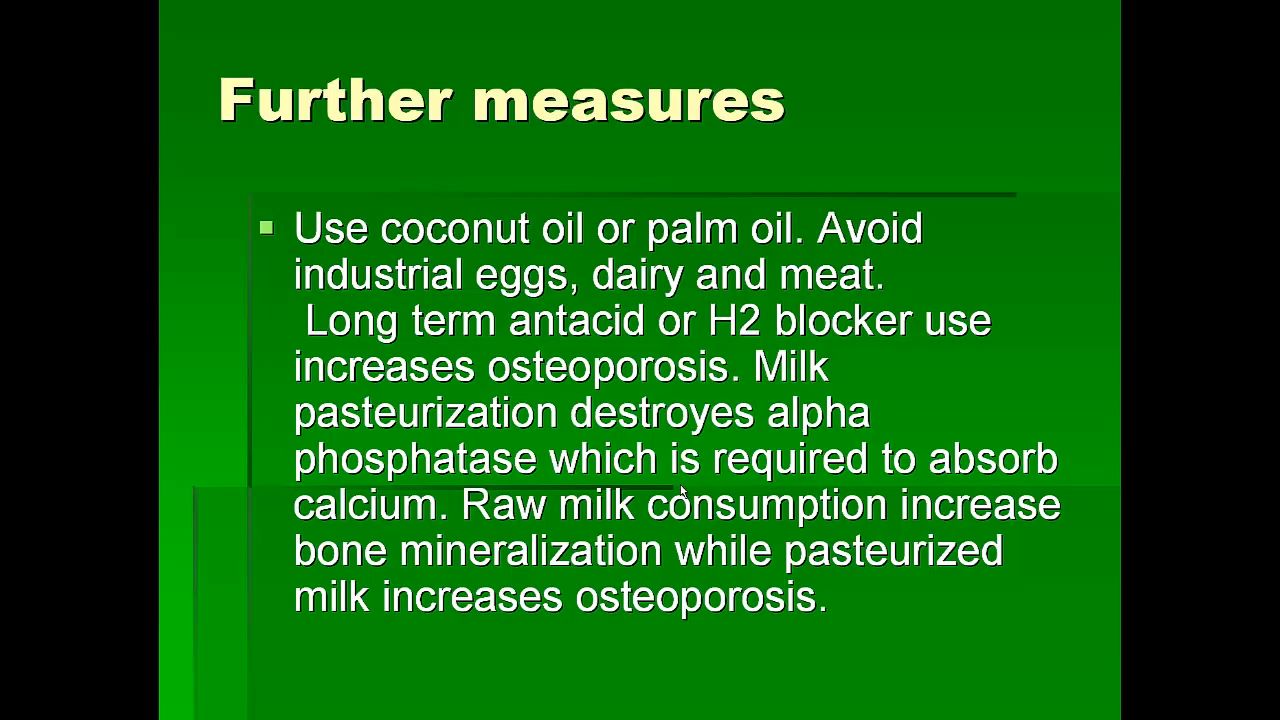 Further measures
Use coconut oil or palm oil. Avoid
industrial eggs, dairy and meat.
Long term antacid or H2 blocker use
increases osteoporosis. Milk
pasteurization destroyes alpha
phosphatase which is required to absorb
calcium. Raw milk consumption increase
bone mineralization while pasteurized
milk increases osteoporosis.